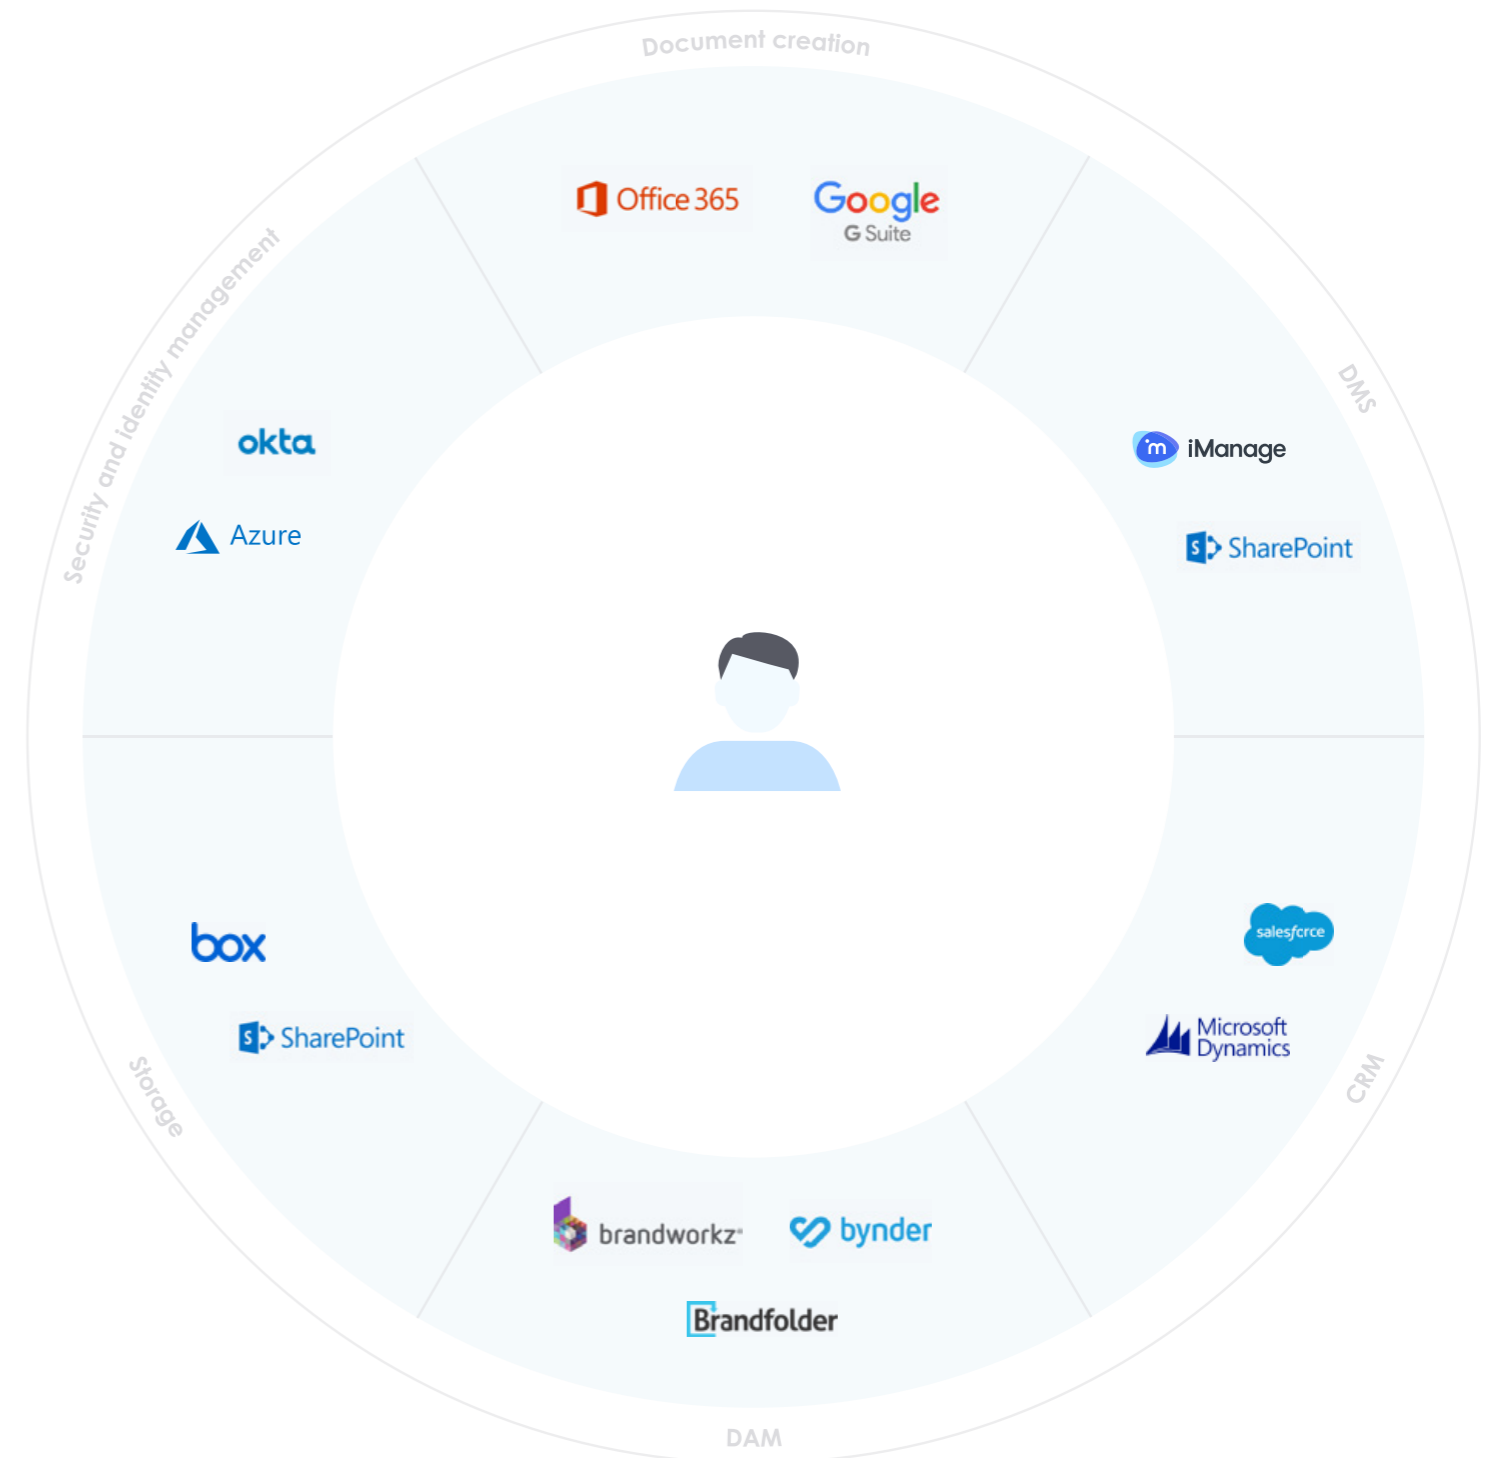 Document creation
Office 365
Google
G Suite
DMS
iManage
SharePoint
salesforce
Microsoft
Dynamics
CRM
brandworkz®
bynder
Brandfolder
DAM
box
SharePoint
Storage
Security and identity management
okta
Azure